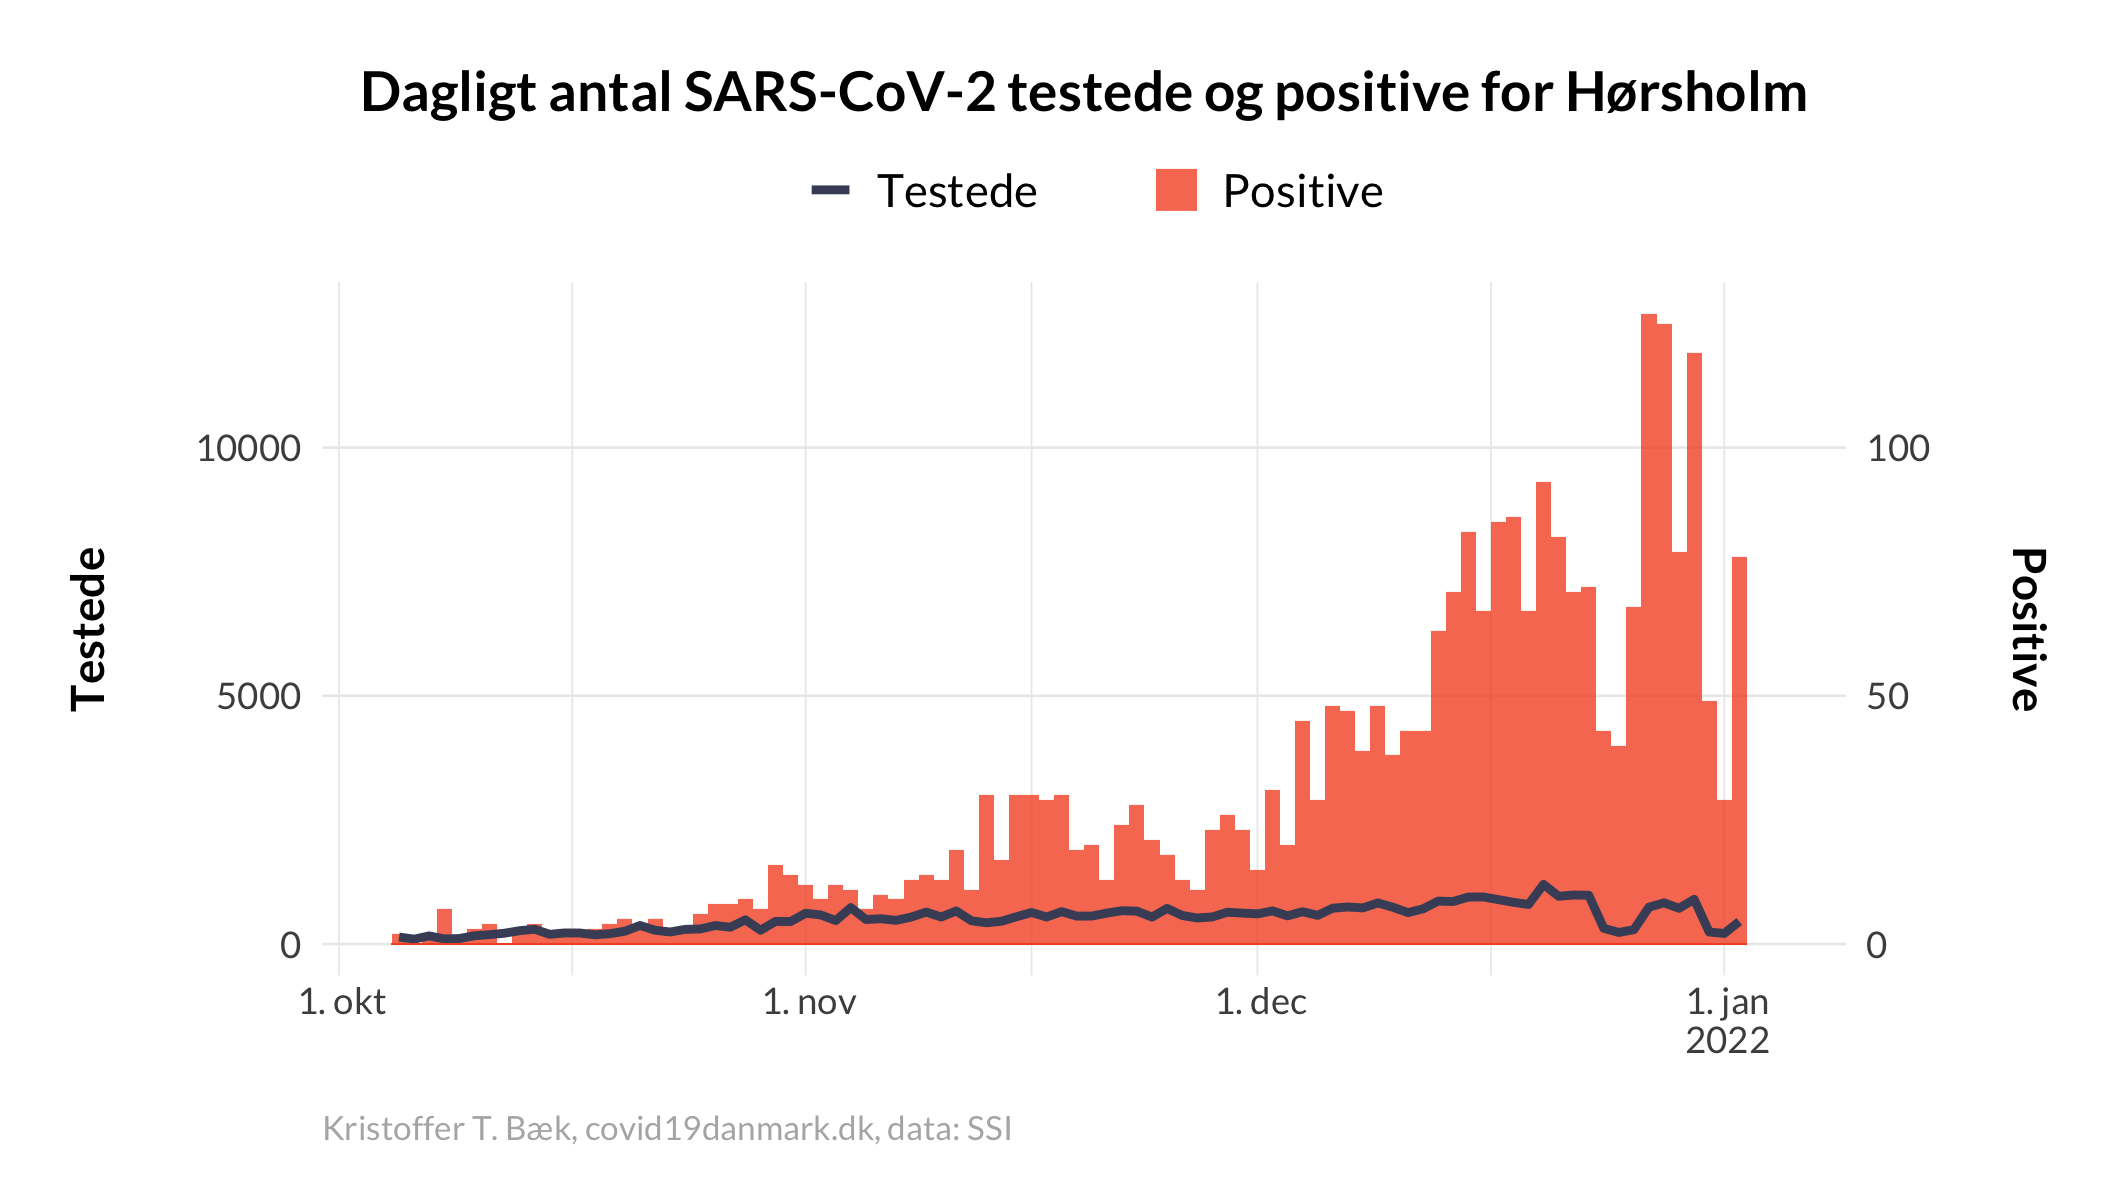 Dagligt antal SARS-CoV-2 testede og positive for Hørsholm
Testede Positive
10000 100
5000 50
0 0
Testede
Positive
1. okt 1. nov 1. dec 1. jan
2022
Kristoffer T. Bæk, covid19danmark.dk, data: SSI